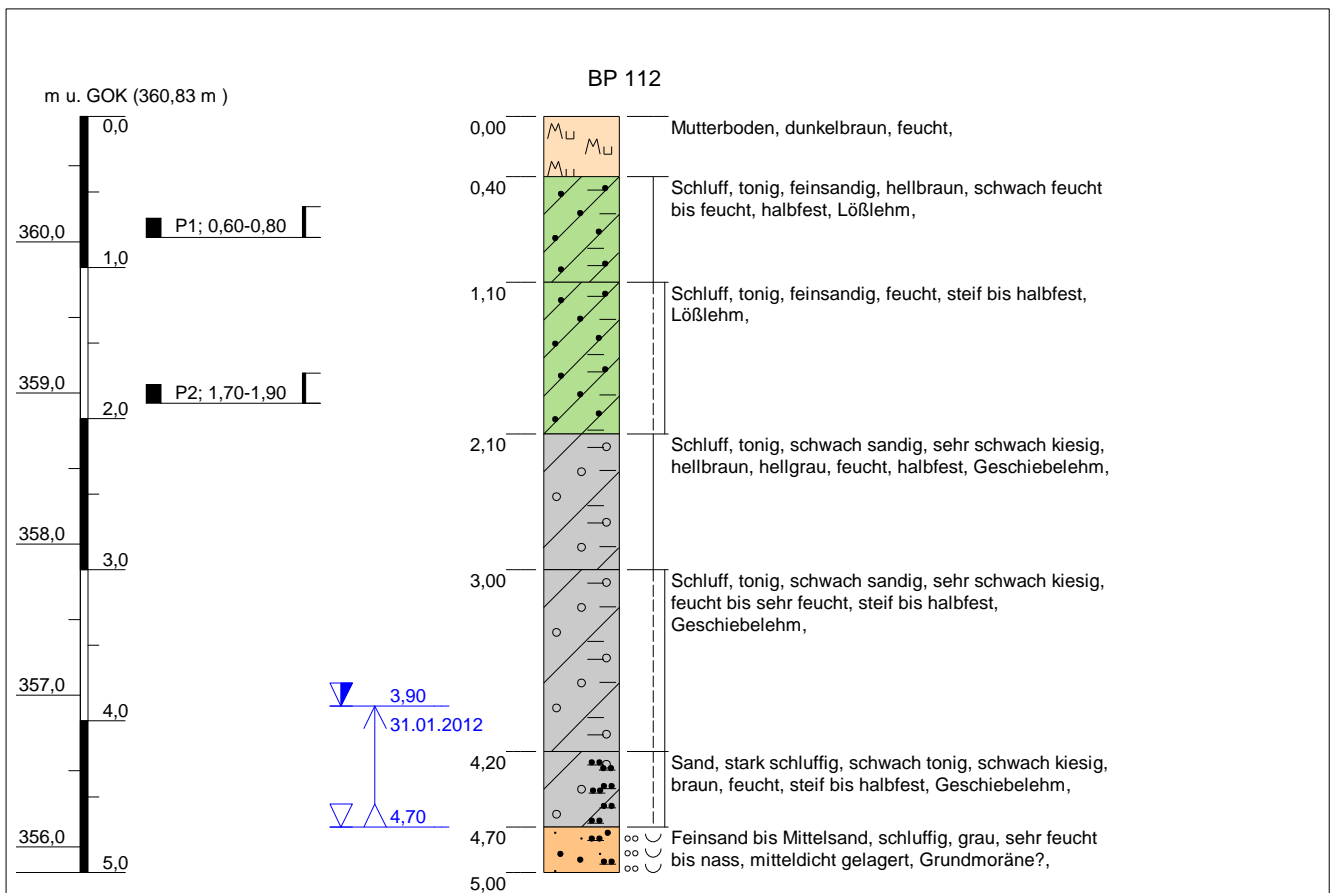 BP 112
m u. GOK (360,83 m )
0,0
360,0
1,0
359,0
2,0
358,0
3,0
357,0
4,0
356,0
5,0
P1; 0,60-0,80
P2; 1,70-1,90
3,90
31.01.2012
4,70
0,00
Mutterboden, dunkelbraun, feucht,
0,40
Schluff, tonig, feinsandig, hellbraun, schwach feucht
bis feucht, halbfest, Lößlehm,
1,10
Schluff, tonig, feinsandig, feucht, steif bis halbfest,
Lößlehm,
2,10
Schluff, tonig, schwach sandig, sehr schwach kiesig,
hellbraun, hellgrau, feucht, halbfest, Geschiebelehm,
3,00
Schluff, tonig, schwach sandig, sehr schwach kiesig,
feucht bis sehr feucht, steif bis halbfest,
Geschiebelehm,
4,20
Sand, stark schluffig, schwach tonig, schwach kiesig,
braun, feucht, steif bis halbfest, Geschiebelehm,
4,70
Feinsand bis Mittelsand, schluffig, grau, sehr feucht
bis nass, mitteldicht gelagert, Grundmoräne?,
5,00
Mu
Mu
Mu